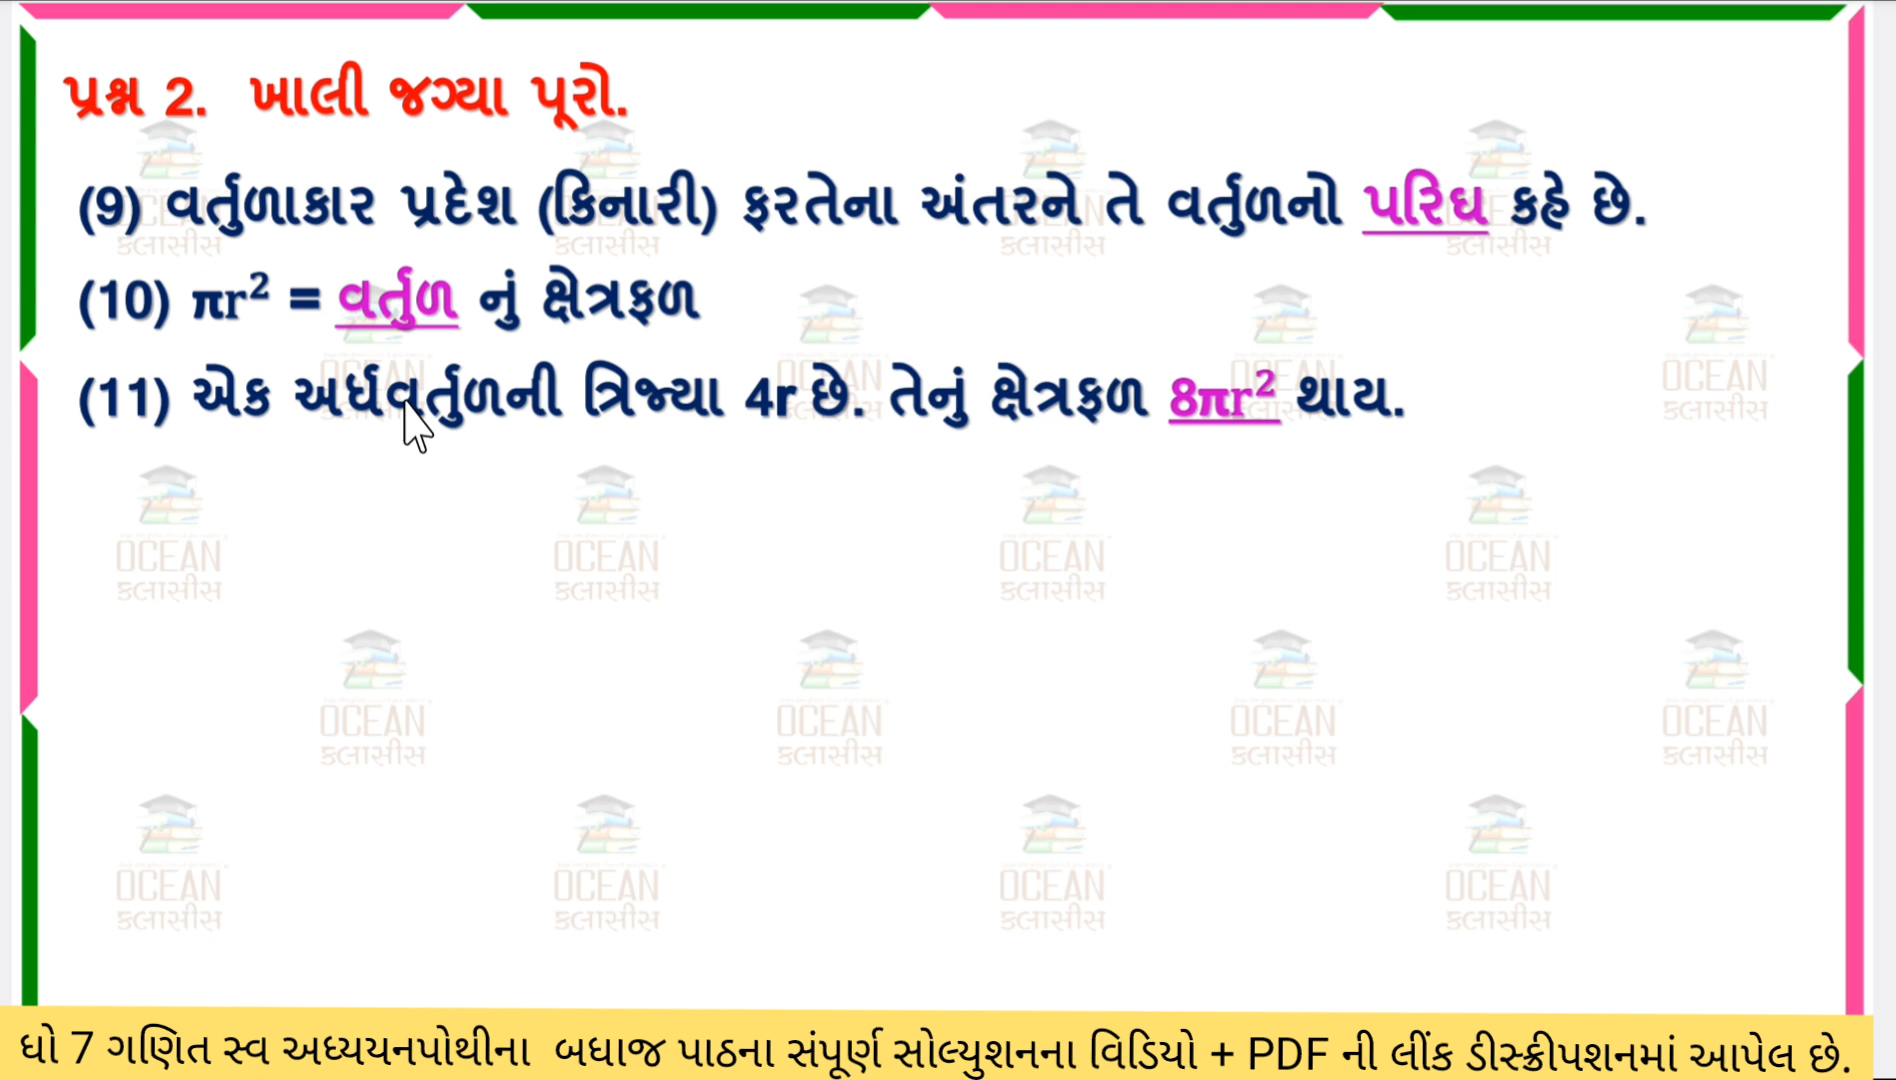 પ્રશ્ન 2. ખાલી જગ્યા પૂરો.
(9) વર્તુળાકાર પ્રદેશ (કિનારી) ફરતેના અંતરને તે વર્તુળનો પરિઘ કહે છે.
(10) πr² = વર્તુળ નું ક્ષેત્રફળ
(11) એક અર્ધવર્તુળની ત્રિજ્યા 4r છે. તેનું ક્ષેત્રફળ 8πr² થાય.
OCEAN
ક્લાસીસ
ધો 7 ગણિત સ્વ અધ્યયનપોથીના બધાજ પાઠના સંપૂર્ણ સોલ્યુશનના વિડિયો + PDF ની લીંક ડીસ્ક્રીપશનમાં આપેલ છે.